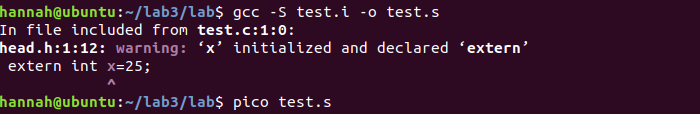 hannah@ubuntu:~/lab3/lab$ gcc -S test.i -o test.s
In file included from test.c:1:0:
head.h:1:12: warning: ‘x’ initialized and declared ‘extern’
 extern int x=25;
            ^
hannah@ubuntu:~/lab3/lab$ pico test.s